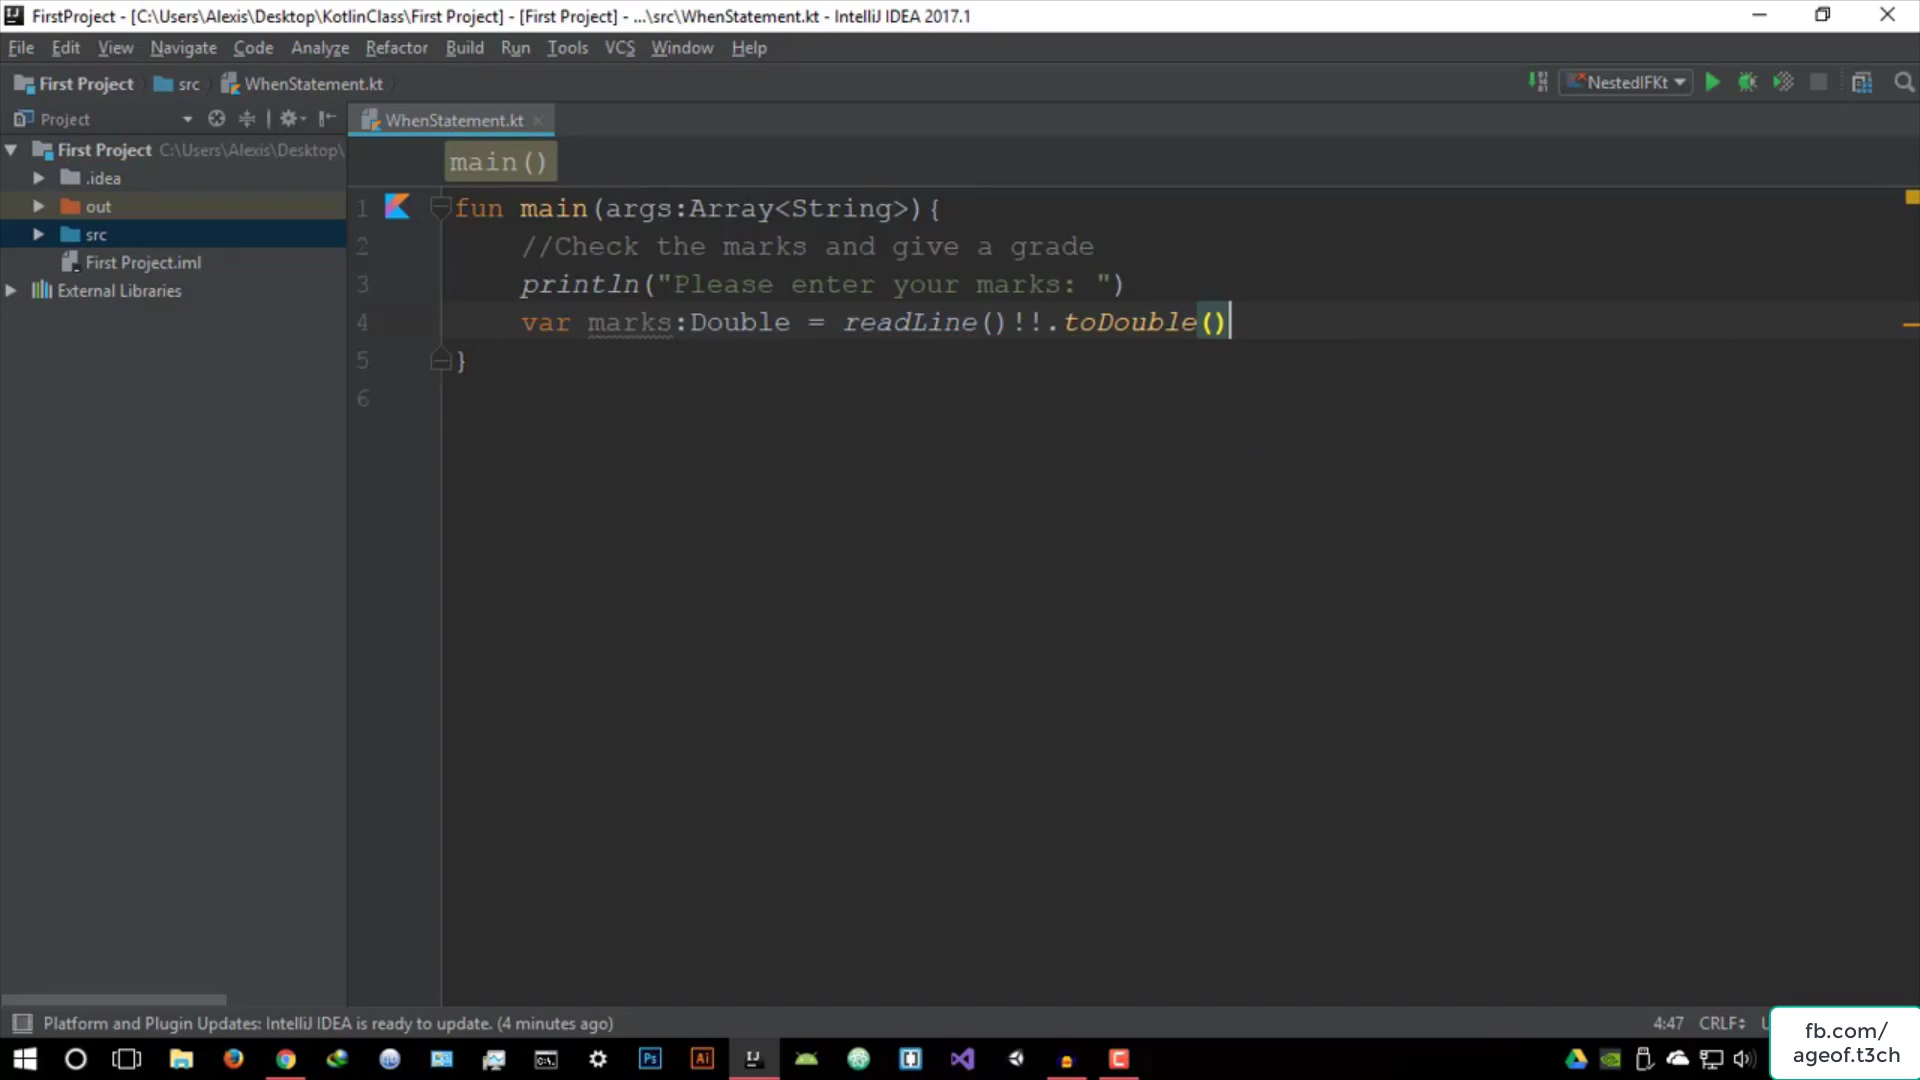 FirstProject - [C:\Users\Alexis\Desktop\KotlinClass\First Project] - [First Project] - ...\src\WhenStatement.kt - IntelliJ IDEA 2017.1
File Edit View Navigate Code Analyze Refactor Build Run Tools VCS Window Help
First Project src WhenStatement.kt NestedIFKt
Project WhenStatement.kt
First Project C:\Users\Alexis\Desktop\
.idea
out
src
First Project.iml
External Libraries
main()
1 fun main(args:Array<String>){
2 //Check the marks and give a grade
3 println("Please enter your marks: ")
4 var marks:Double = readLine()!!.toDouble()
5 }
6
Platform and Plugin Updates: IntelliJ IDEA is ready to update. (4 minutes ago) 4:47 CRLF
fb.com/
ageof.t3ch
Ps Ai IJ